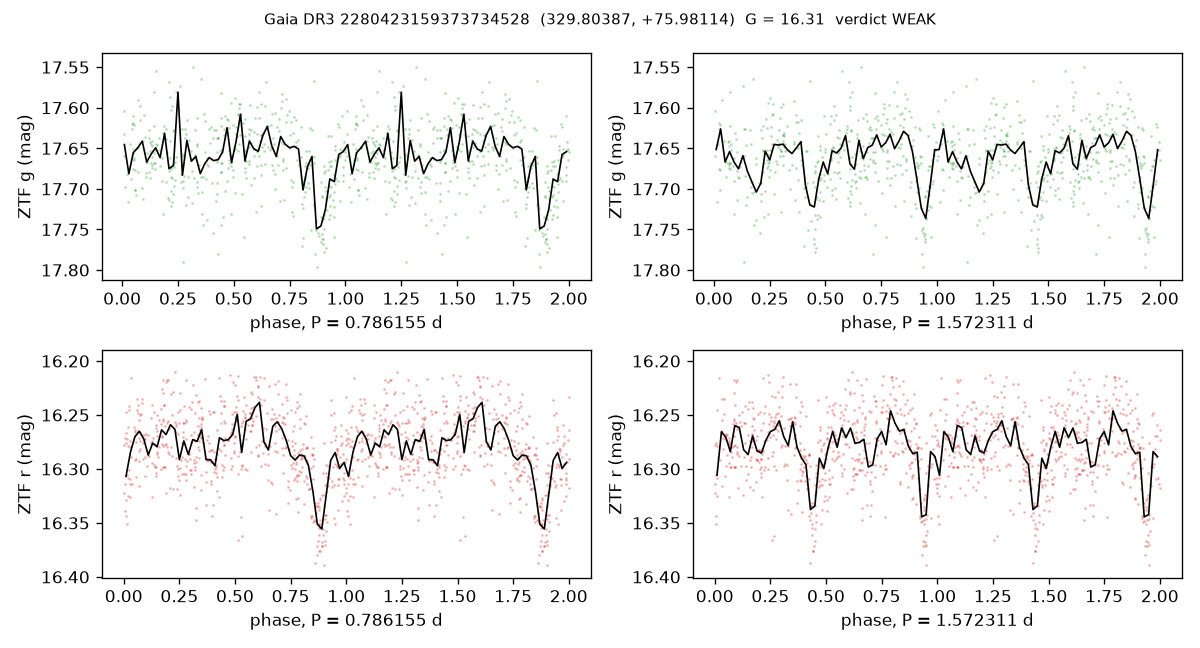 Gaia DR3 2280423159373734528 (329.80387, +75.98114) G = 16.31 verdict WEAK
ZTF g (mag)
17.55
17.60
17.65
17.70
17.75
17.80
0.00 0.25 0.50 0.75 1.00 1.25 1.50 1.75 2.00
phase, P = 0.786155 d
ZTF g (mag)
17.55
17.60
17.65
17.70
17.75
17.80
0.00 0.25 0.50 0.75 1.00 1.25 1.50 1.75 2.00
phase, P = 1.572311 d
ZTF r (mag)
16.20
16.25
16.30
16.35
16.40
0.00 0.25 0.50 0.75 1.00 1.25 1.50 1.75 2.00
phase, P = 0.786155 d
ZTF r (mag)
16.20
16.25
16.30
16.35
16.40
0.00 0.25 0.50 0.75 1.00 1.25 1.50 1.75 2.00
phase, P = 1.572311 d